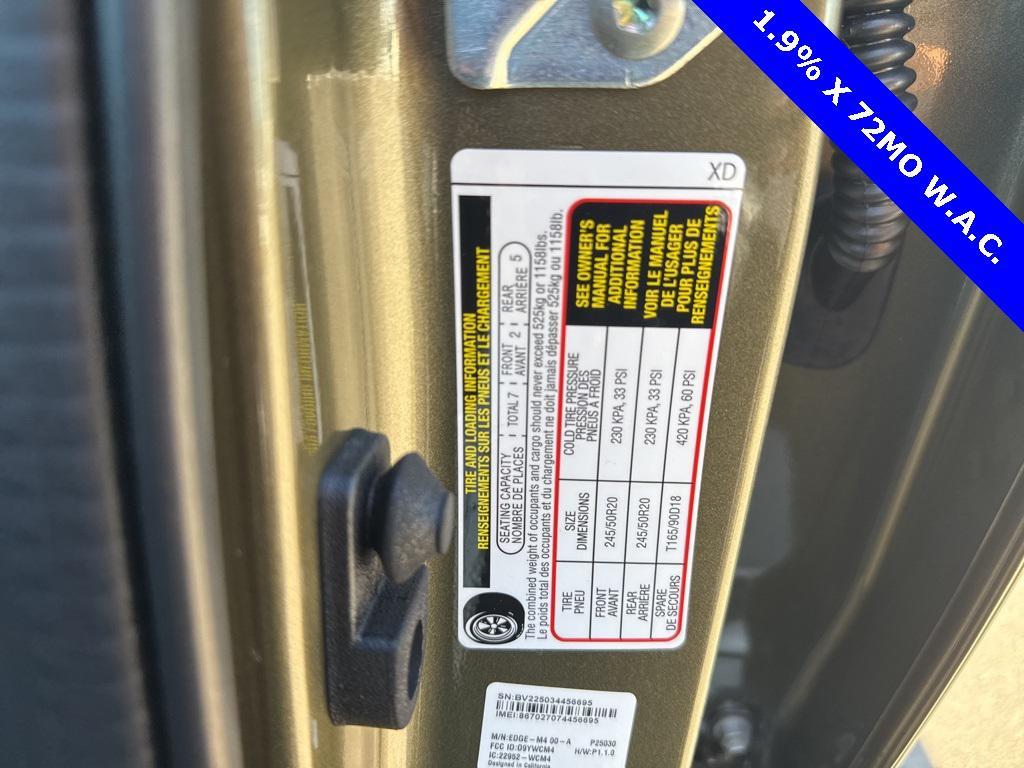 1.9% X 72MO W.A.C.
XD
TIRE AND LOADING INFORMATION
RENSEIGNEMENTS SUR LES PNEUS ET LE CHARGEMENT
SEATING CAPACITY TOTAL 7 FRONT 2 REAR 5
NOMBRE DE PLACES AVANT ARRIÈRE
The combined weight of occupants and cargo should never exceed 525kg or 1158lbs.
Le poids total des occupants et du chargement ne doit jamais dépasser 525kg ou 1158lb.
TIRE SIZE COLD TIRE PRESSURE
PNEU DIMENSIONS PRESSION DES
PNEUS A FROID
FRONT 245/50R20 230 KPA, 33 PSI
AVANT
REAR 245/50R20 230 KPA, 33 PSI
ARRIÈRE
SPARE T165/90D18 420 KPA, 60 PSI
DE SECOURS
SEE OWNER'S
MANUAL FOR
ADDITIONAL
INFORMATION
VOIR LE MANUEL
DE L'USAGER
POUR PLUS DE
RENSEIGNEMENTS
SN:BV225034456695
IMEI:867027074456695
M/N:EDGE-M4 00-A P25030
FCC ID:09YWCM4 H/W:P1.1.0
IC:22952-WCM4
Designed in California